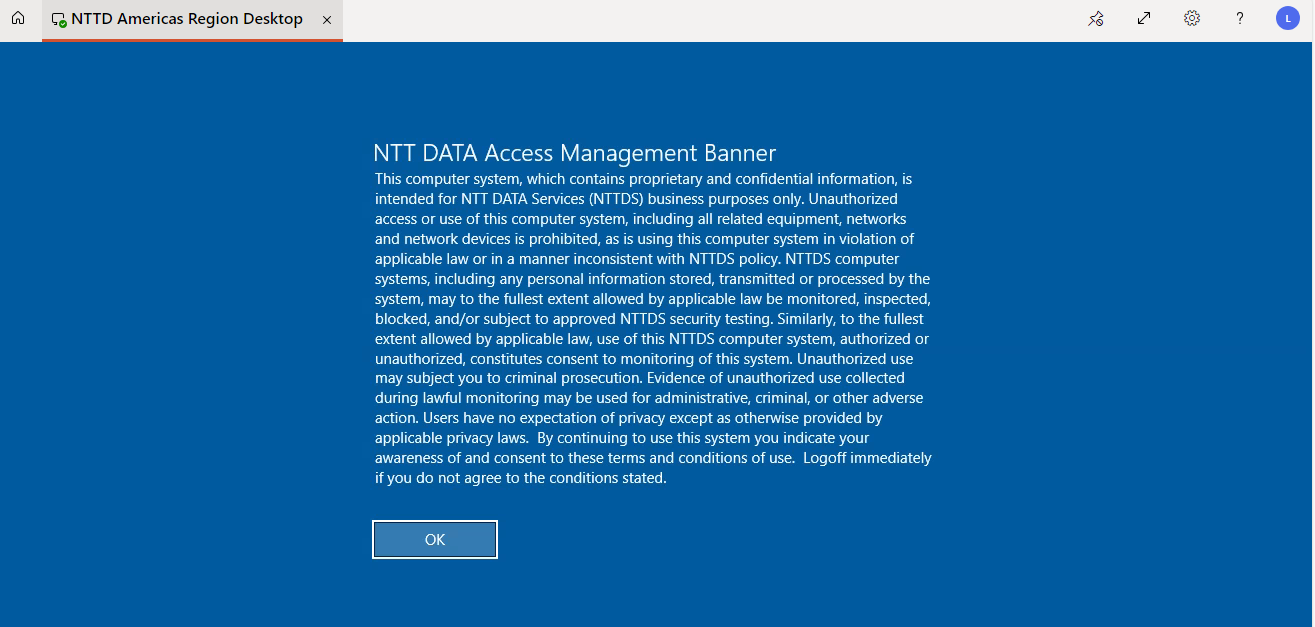 NTTD Americas Region Desktop
?
L
NTT DATA Access Management Banner
This computer system, which contains proprietary and confidential information, is
intended for NTT DATA Services (NTTDS) business purposes only. Unauthorized
access or use of this computer system, including all related equipment, networks
and network devices is prohibited, as is using this computer system in violation of
applicable law or in a manner inconsistent with NTTDS policy. NTTDS computer
systems, including any personal information stored, transmitted or processed by the
system, may to the fullest extent allowed by applicable law be monitored, inspected,
blocked, and/or subject to approved NTTDS security testing. Similarly, to the fullest
extent allowed by applicable law, use of this NTTDS computer system, authorized or
unauthorized, constitutes consent to monitoring of this system. Unauthorized use
may subject you to criminal prosecution. Evidence of unauthorized use collected
during lawful monitoring may be used for administrative, criminal, or other adverse
action. Users have no expectation of privacy except as otherwise provided by
applicable privacy laws.  By continuing to use this system you indicate your
awareness of and consent to these terms and conditions of use.  Logoff immediately
if you do not agree to the conditions stated.
OK